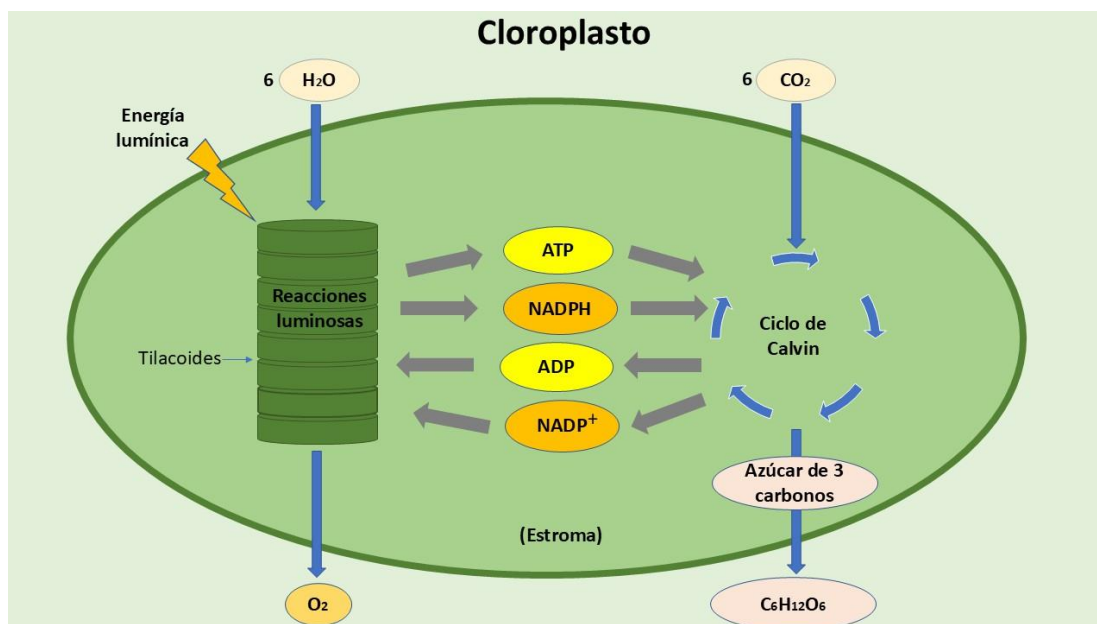 Cloroplasto
6 H₂O
6 CO₂
Energía
lumínica
ATP
Reacciones
luminosas
NADPH
Ciclo de
Calvin
Tilacoides
ADP
NADP⁺
Azúcar de 3
carbonos
(Estroma)
O₂
C₆H₁₂O₆